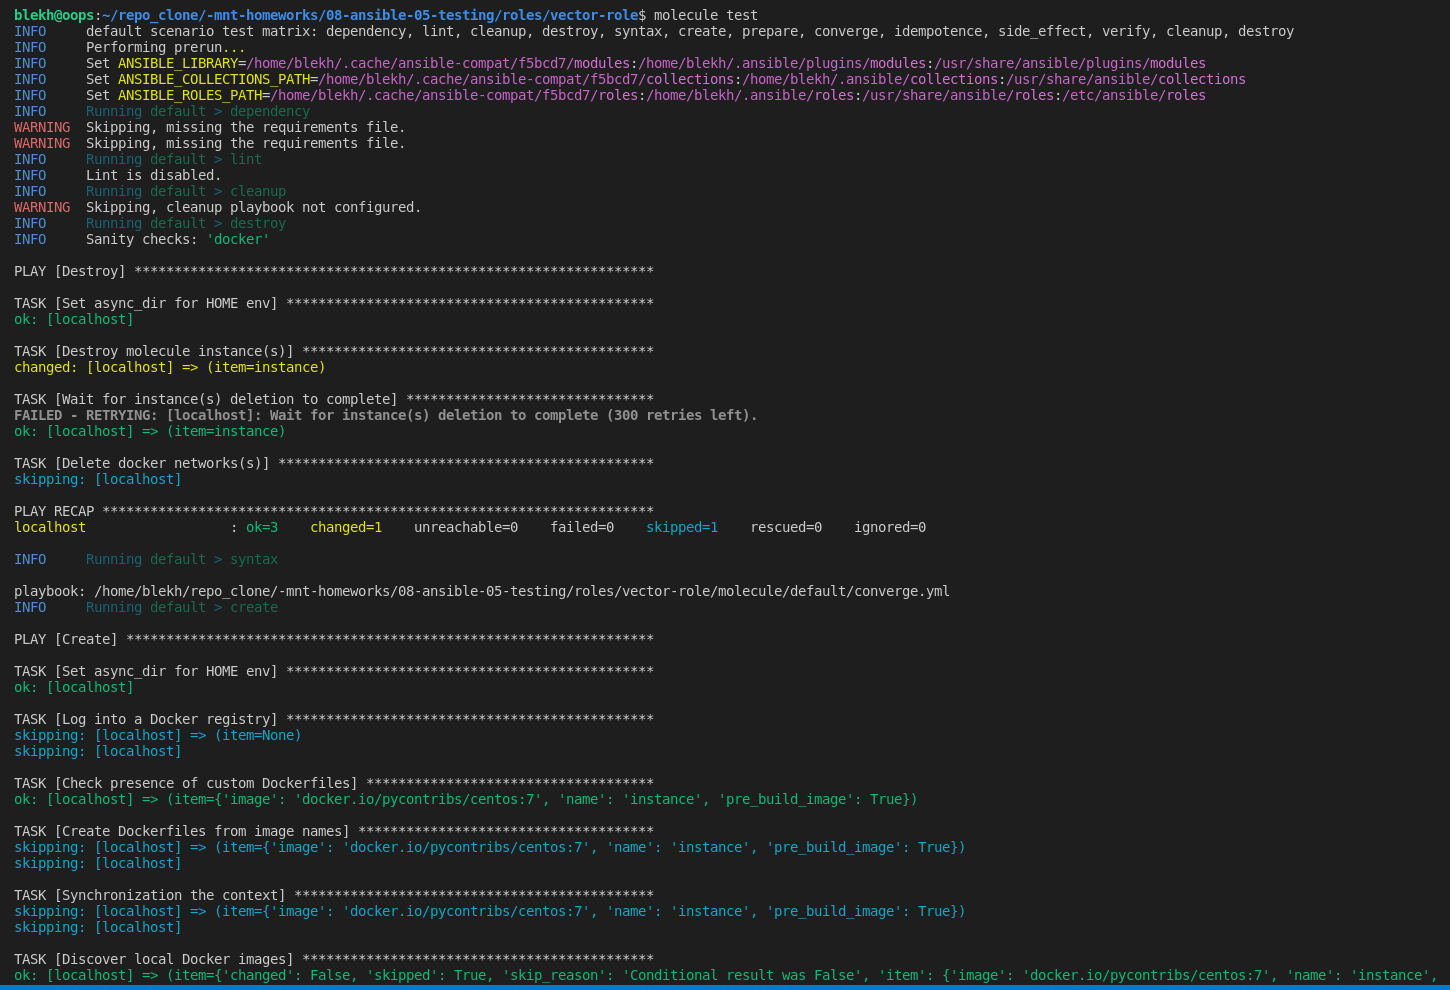 blekh@oops:~/repo_clone/-mnt-homeworks/08-ansible-05-testing/roles/vector-role$ molecule test
INFO     default scenario test matrix: dependency, lint, cleanup, destroy, syntax, create, prepare, converge, idempotence, side_effect, verify, cleanup, destroy
INFO     Performing prerun...
INFO     Set ANSIBLE_LIBRARY=/home/blekh/.cache/ansible-compat/f5bcd7/modules:/home/blekh/.ansible/plugins/modules:/usr/share/ansible/plugins/modules
INFO     Set ANSIBLE_COLLECTIONS_PATH=/home/blekh/.cache/ansible-compat/f5bcd7/collections:/home/blekh/.ansible/collections:/usr/share/ansible/collections
INFO     Set ANSIBLE_ROLES_PATH=/home/blekh/.cache/ansible-compat/f5bcd7/roles:/home/blekh/.ansible/roles:/usr/share/ansible/roles:/etc/ansible/roles
INFO     Running default > dependency
WARNING  Skipping, missing the requirements file.
WARNING  Skipping, missing the requirements file.
INFO     Running default > lint
INFO     Lint is disabled.
INFO     Running default > cleanup
WARNING  Skipping, cleanup playbook not configured.
INFO     Running default > destroy
INFO     Sanity checks: 'docker'
PLAY [Destroy] *****************************************************************
TASK [Set async_dir for HOME env] **********************************************
ok: [localhost]
TASK [Destroy molecule instance(s)] ********************************************
changed: [localhost] => (item=instance)
TASK [Wait for instance(s) deletion to complete] *******************************
FAILED - RETRYING: [localhost]: Wait for instance(s) deletion to complete (300 retries left).
ok: [localhost] => (item=instance)
TASK [Delete docker networks(s)] ***********************************************
skipping: [localhost]
PLAY RECAP *********************************************************************
localhost                  : ok=3    changed=1    unreachable=0    failed=0    skipped=1    rescued=0    ignored=0
INFO     Running default > syntax
playbook: /home/blekh/repo_clone/-mnt-homeworks/08-ansible-05-testing/roles/vector-role/molecule/default/converge.yml
INFO     Running default > create
PLAY [Create] ******************************************************************
TASK [Set async_dir for HOME env] **********************************************
ok: [localhost]
TASK [Log into a Docker registry] **********************************************
skipping: [localhost] => (item=None)
skipping: [localhost]
TASK [Check presence of custom Dockerfiles] ************************************
ok: [localhost] => (item={'image': 'docker.io/pycontribs/centos:7', 'name': 'instance', 'pre_build_image': True})
TASK [Create Dockerfiles from image names] *************************************
skipping: [localhost] => (item={'image': 'docker.io/pycontribs/centos:7', 'name': 'instance', 'pre_build_image': True})
skipping: [localhost]
TASK [Synchronization the context] *********************************************
skipping: [localhost] => (item={'image': 'docker.io/pycontribs/centos:7', 'name': 'instance', 'pre_build_image': True})
skipping: [localhost]
TASK [Discover local Docker images] ********************************************
ok: [localhost] => (item={'changed': False, 'skipped': True, 'skip_reason': 'Conditional result was False', 'item': {'image': 'docker.io/pycontribs/centos:7', 'name': 'instance',